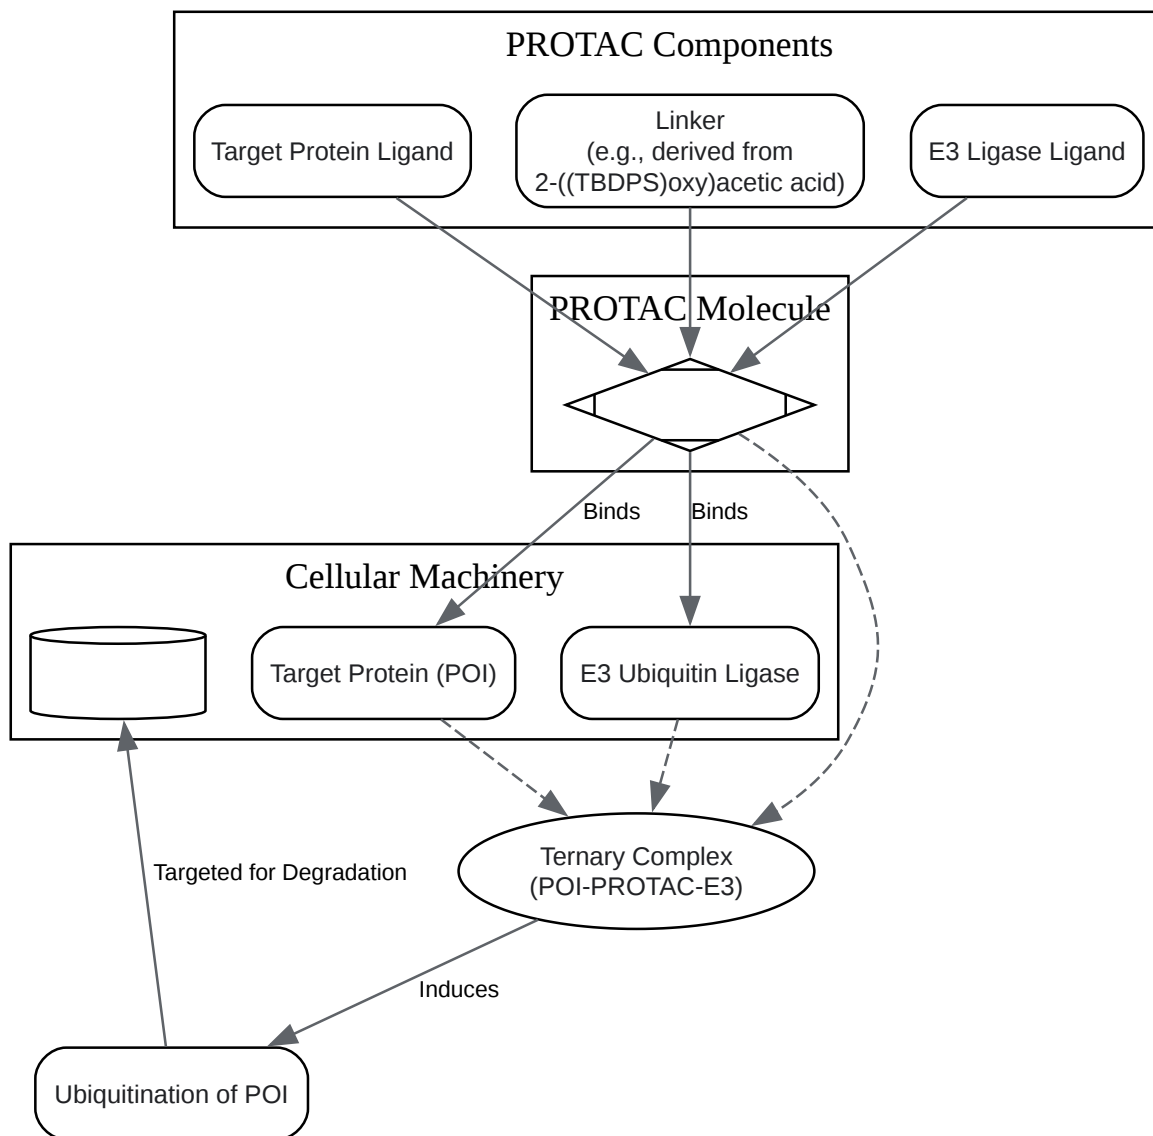 PROTAC Components
Target Protein Ligand
Linker
(e.g., derived from
2-((TBDPS)oxy)acetic acid)
E3 Ligase Ligand
PROTAC Molecule
Binds
Binds
Cellular Machinery
Target Protein (POI)
E3 Ubiquitin Ligase
Ternary Complex
(POI-PROTAC-E3)
Targeted for Degradation
Induces
Ubiquitination of POI